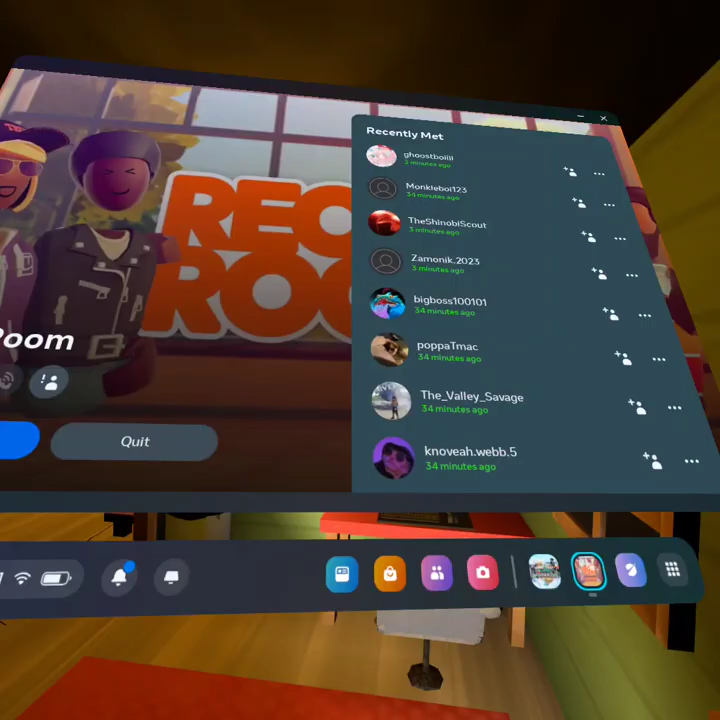 REC
ROOM
Room
Quit
Recently Met
ghoostboiiii
3 minutes ago
Monkieboi123
34 minutes ago
TheShinobiScout
3 minutes ago
Zamonik.2023
3 minutes ago
bigboss100101
34 minutes ago
poppaTmac
34 minutes ago
The_Valley_Savage
34 minutes ago
knoveah.webb.5
34 minutes ago